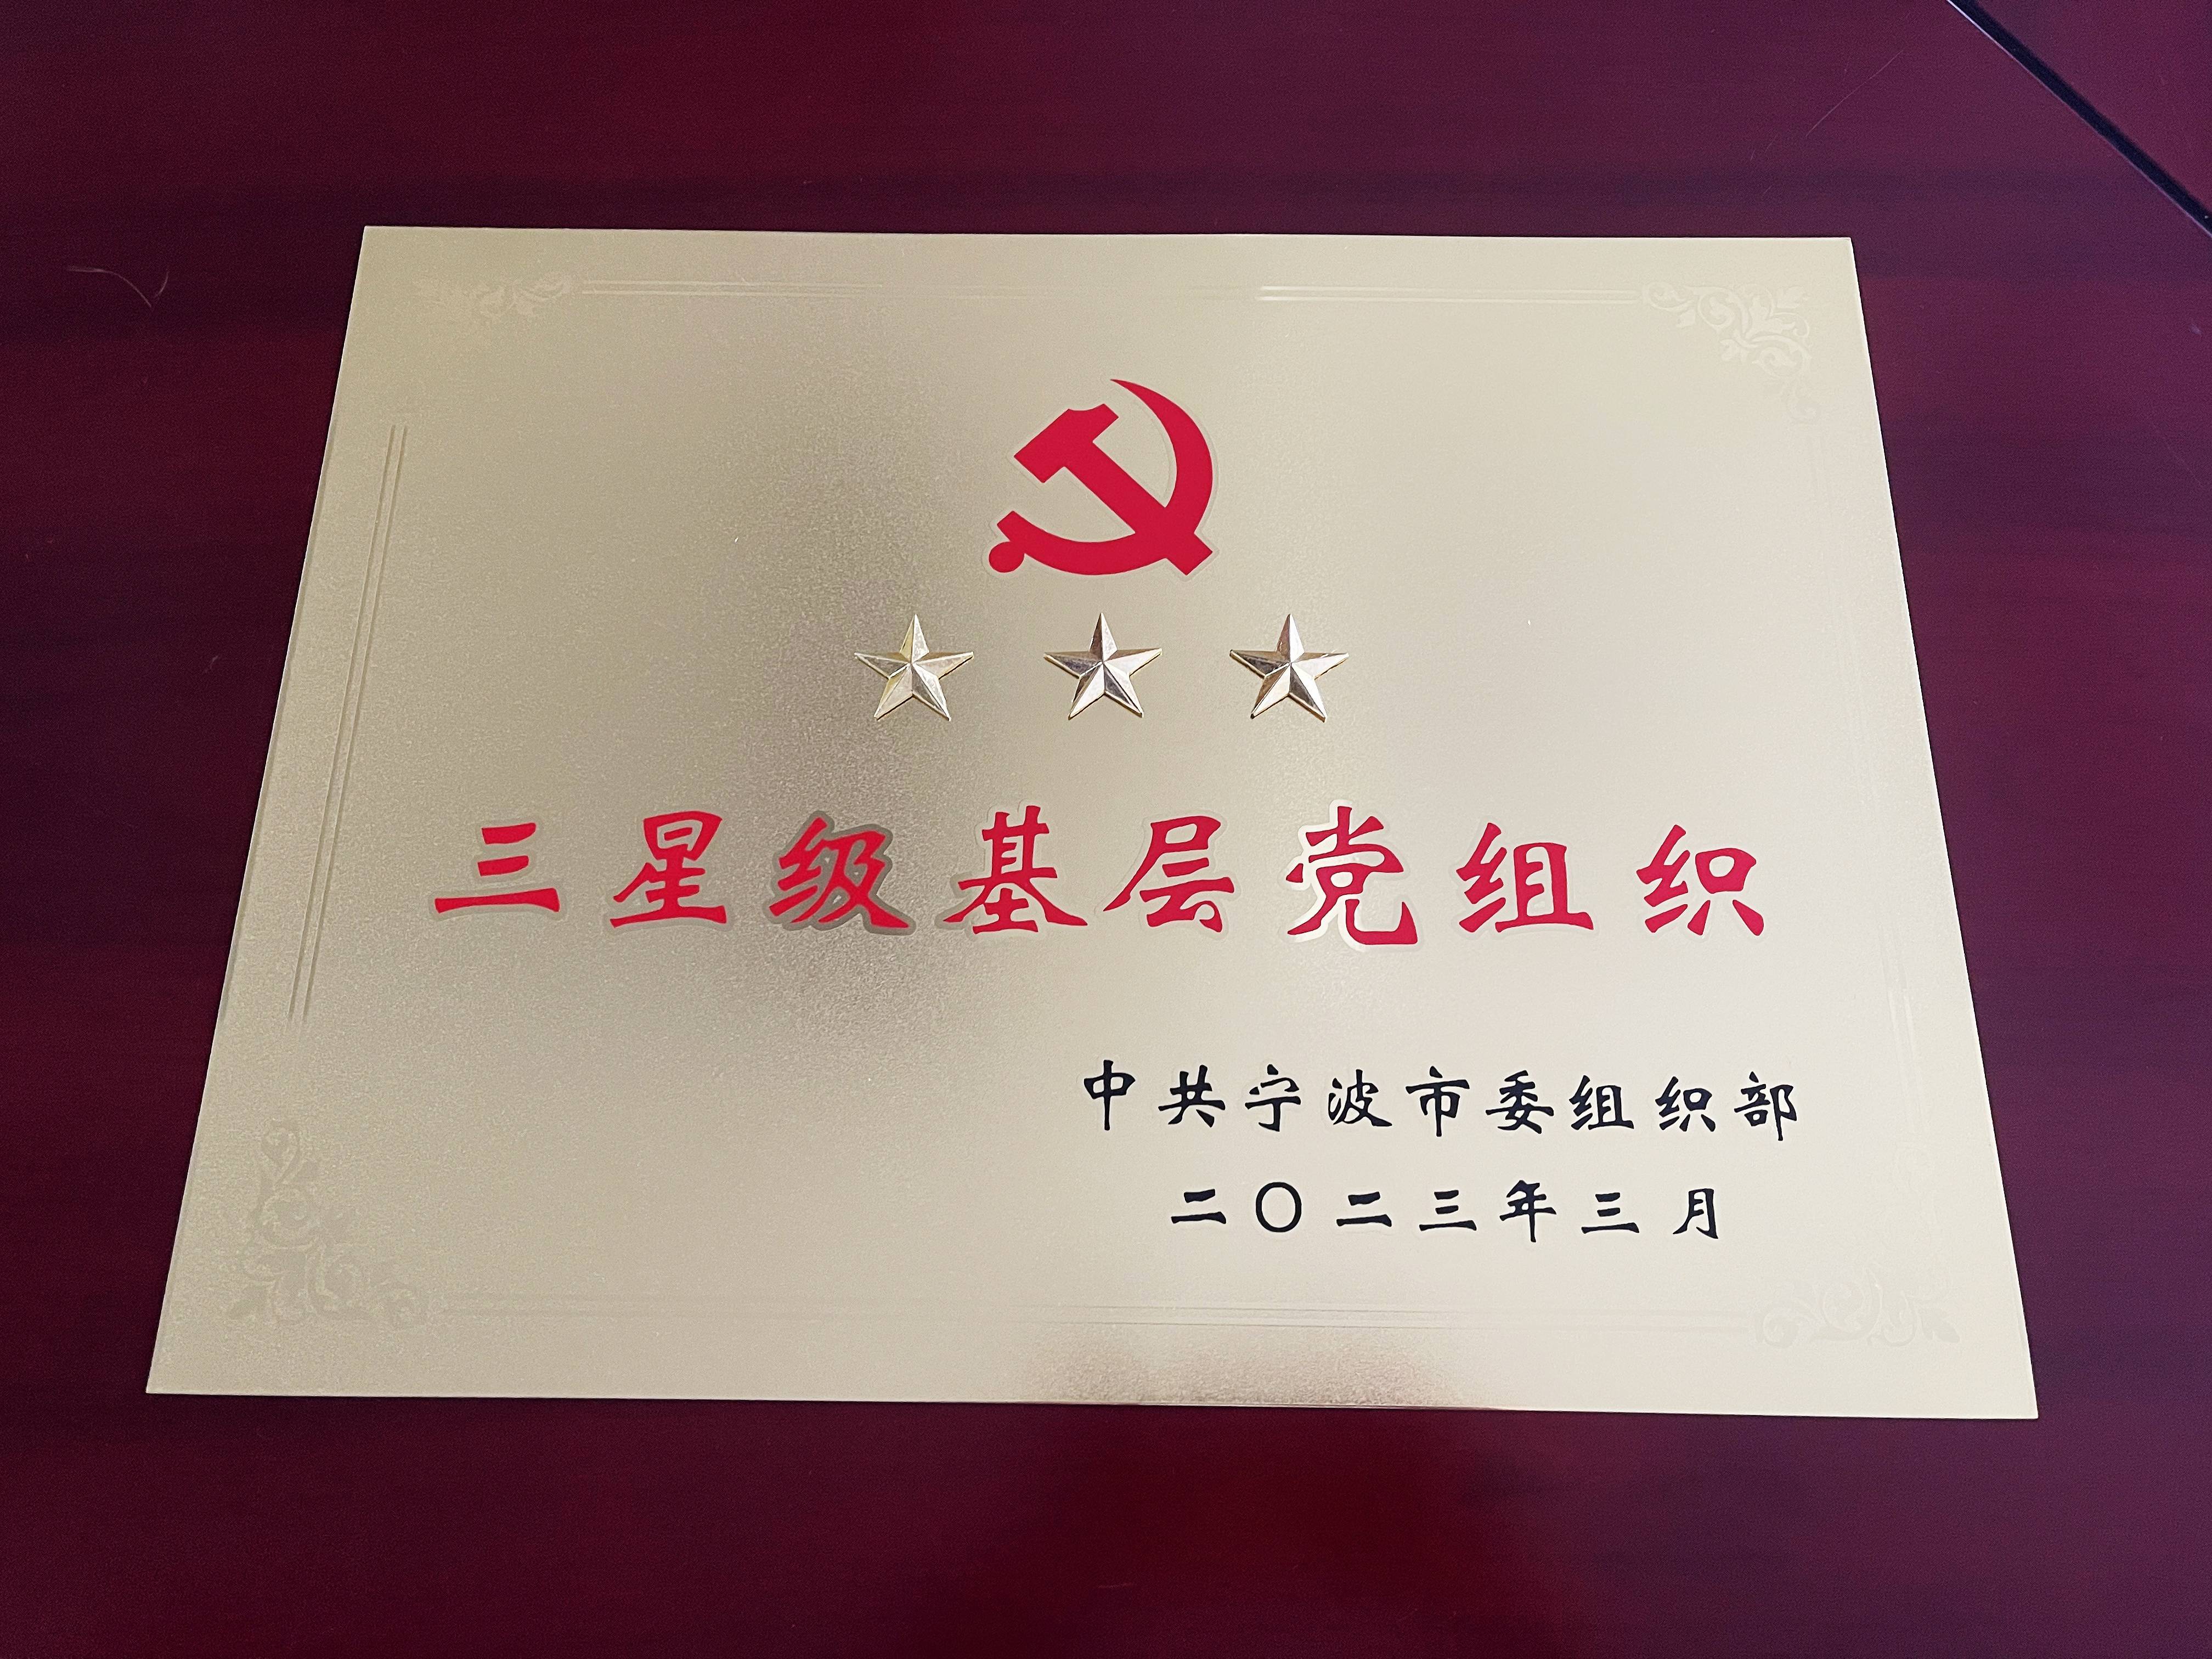 三星级基层党组织
中共宁波市委组织部
二〇二三年三月